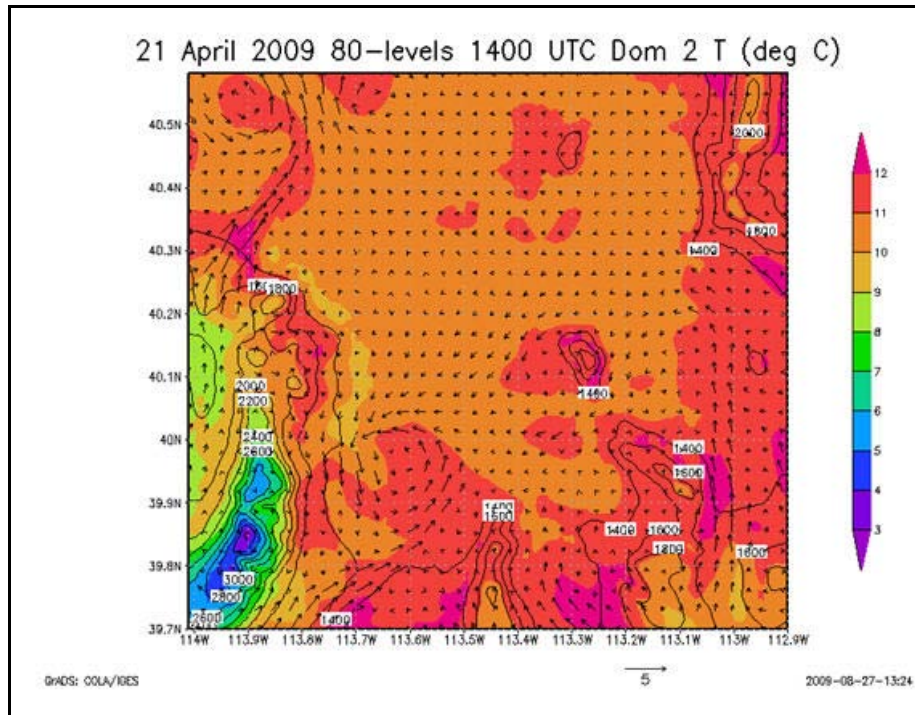 21 April 2009 80-levels 1400 UTC Dom 2 T (deg C)
40.5N
2000
12
40.4N
11
1800
40.3N
1400
10
1800
9
40.2N
8
7
40.1N
2000
1400
2200
6
40N
2400
1400
2600
1600
5
39.9N
1400
1600
4
1400
1600
1800
3
1600
39.8N
3000
2800
2600
1400
39.7N
114W 113.9W 113.8W 113.7W 113.6W 113.5W 113.4W 113.3W 113.2W 113.1W 113W 112.9W
GrADS: COLA/IGES
5
2009-08-27-13:24